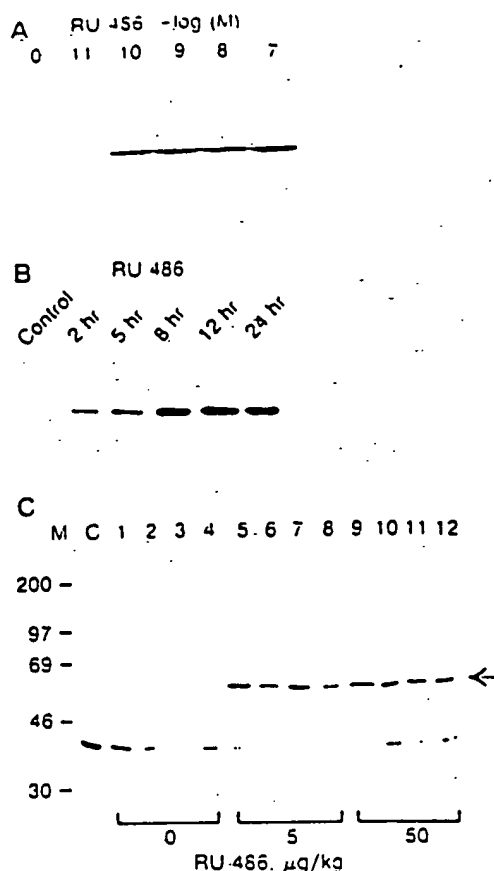 A
RU 486 -log (M)
0 11 10 9 8 7
B
RU 486
Control 2 hr 5 hr 8 hr 12 hr 24 hr
C
M C 1 2 3 4 5 6 7 8 9 10 11 12
200
97
69
46
30
0 5 50
RU 486, µg/kg